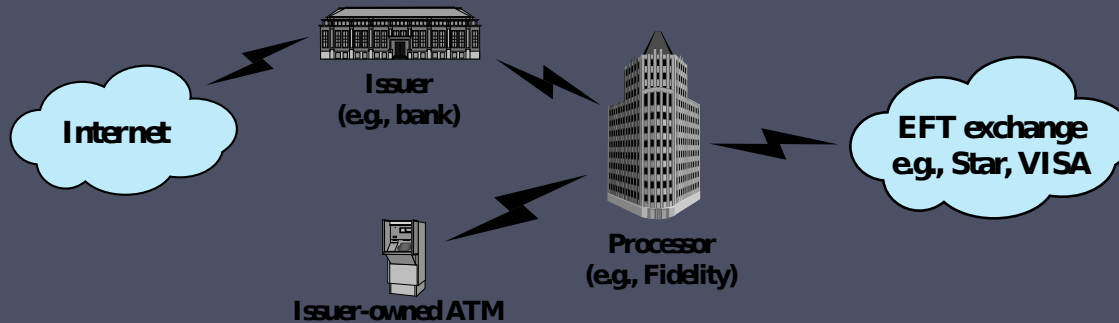 Internet
Issuer
(e.g., bank)
EFT exchange
e.g., Star, VISA
Processor
(e.g., Fidelity)
Issuer-owned ATM